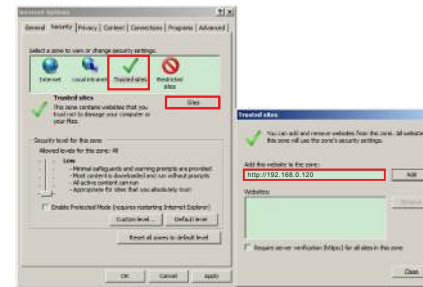 Internet Options
General Security Privacy Content Connections Programs Advanced
Select a zone to view or change security settings.
Internet Local intranet Trusted sites Restricted sites
Trusted sites
This zone contains websites that you trust not to damage your computer or your files.
Sites
Security level for this zone
Allowed levels for this zone: All
Low
- Minimal safeguards and warning prompts are provided
- Most content is downloaded and run without prompts
- All active content can run
- Appropriate for sites that you absolutely trust
Enable Protected Mode (requires restarting Internet Explorer)
Custom level... Default level
Reset all zones to default level
OK Cancel Apply
Trusted sites
You can add and remove websites from this zone. All websites
this zone will use the zone's security settings.
Add this website to the zone:
http://192.168.0.120
Add
Websites:
Remove
Require server verification (https:) for all sites in this zone
Close